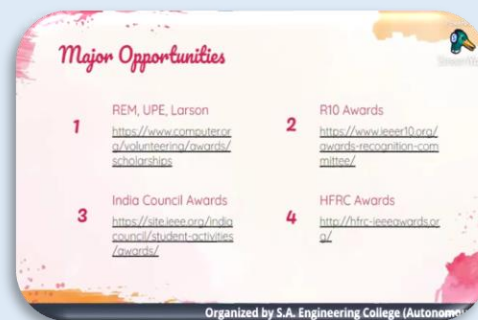 Major Opportunities
1
REM, UPE, Larson
https://www.computer.or
g/volunteering/awards/
scholarships
2
R10 Awards
https://www.ieeer10.org/
awards-recognition-com
mittee/
3
India Council Awards
https://site.ieee.org/india
council/student-activities
/awards/
4
HFRC Awards
http://hfrc-ieeeawards.or
g/
Organized by S.A. Engineering College (Autonomou